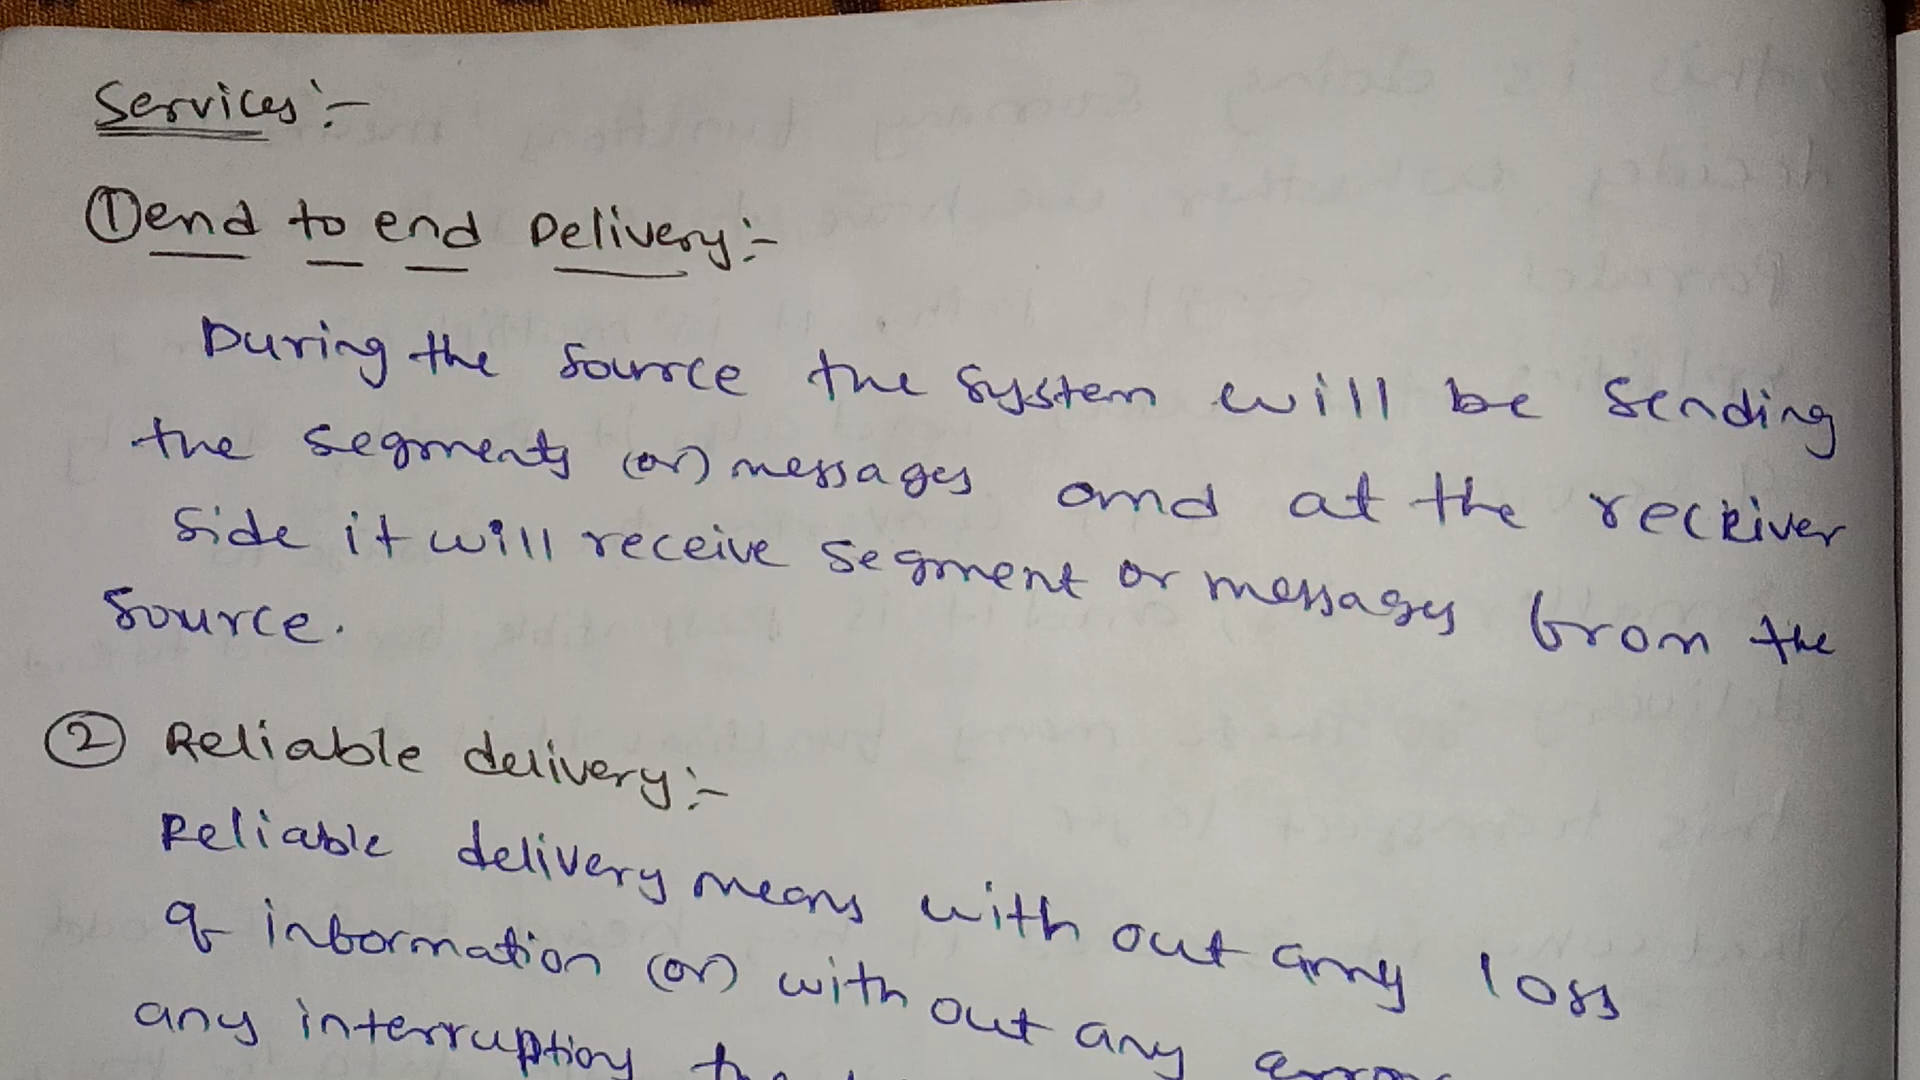 Services:-
① end to end Delivery:-
During the source the system will be sending
the segments (or) messages and at the receiver
side it will receive segment or messages from the
source.
② Reliable delivery:-
Reliable delivery means with out any loss
of information (or) with out any
any interruption